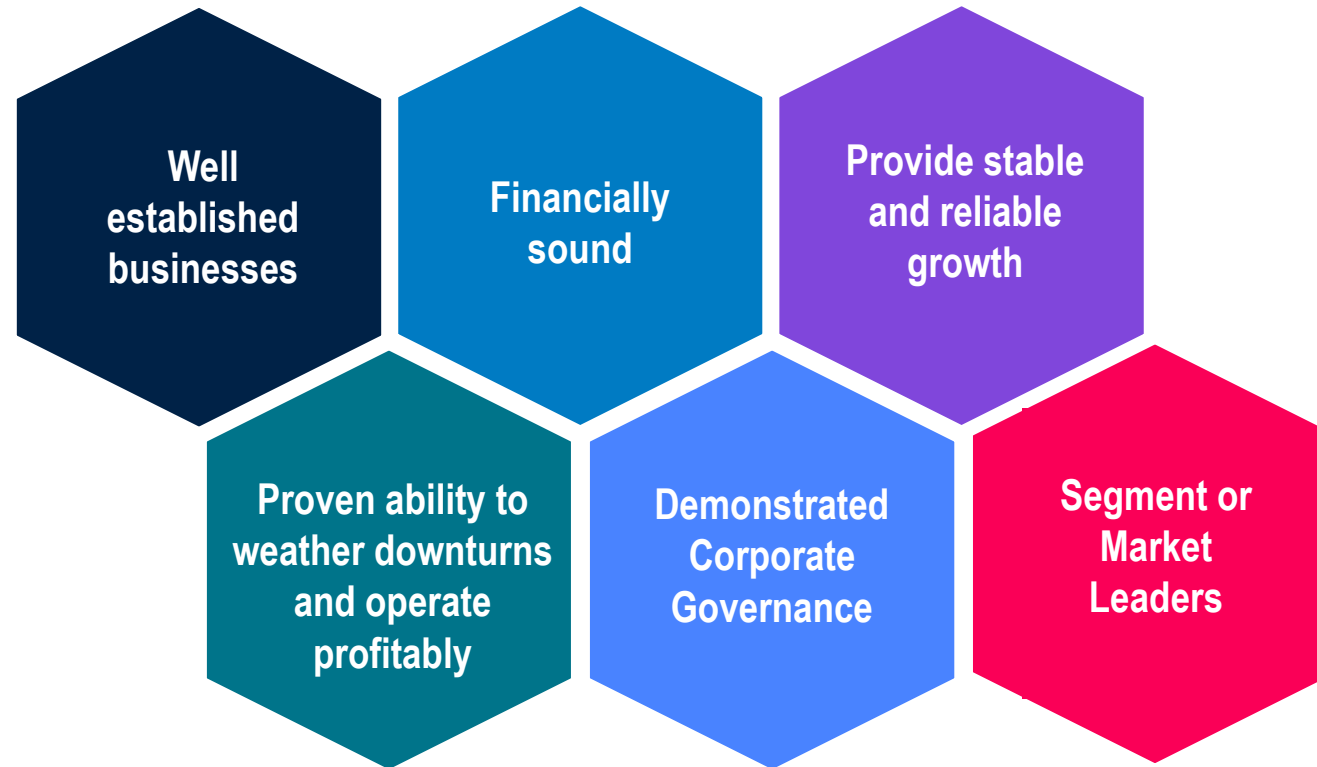 Well
established
businesses
Financially
sound
Provide stable
and reliable
growth
Proven ability to
weather downturns
and operate
profitably
Demonstrated
Corporate
Governance
Segment or
Market
Leaders